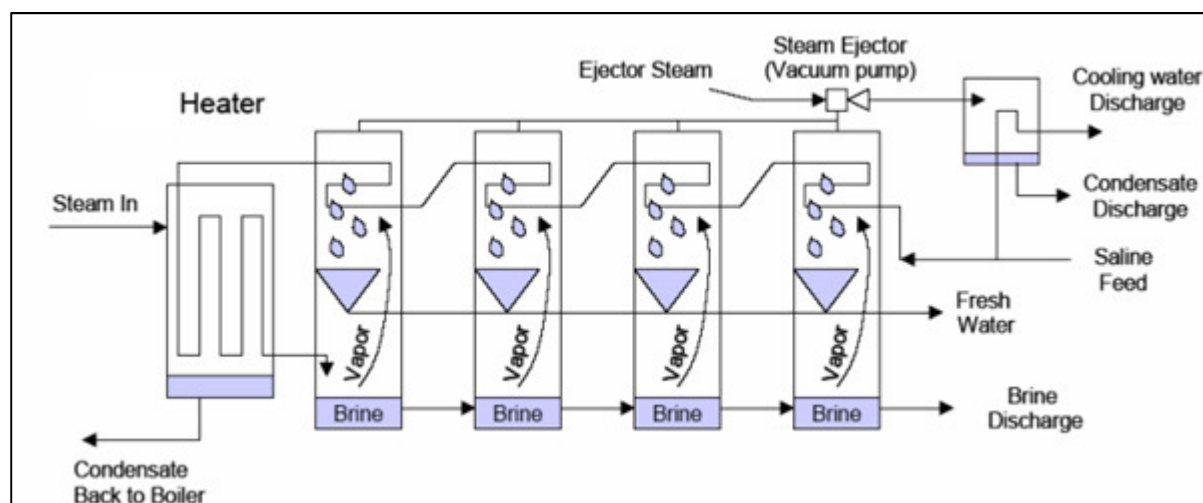 Steam Ejector
(Vacuum pump)
Ejector Steam
Cooling water
Discharge
Heater
Steam In
Condensate
Discharge
Saline
Feed
Fresh
Water
Vapor
Vapor
Vapor
Vapor
Brine
Brine
Brine
Brine
Brine
Discharge
Condensate
Back to Boiler